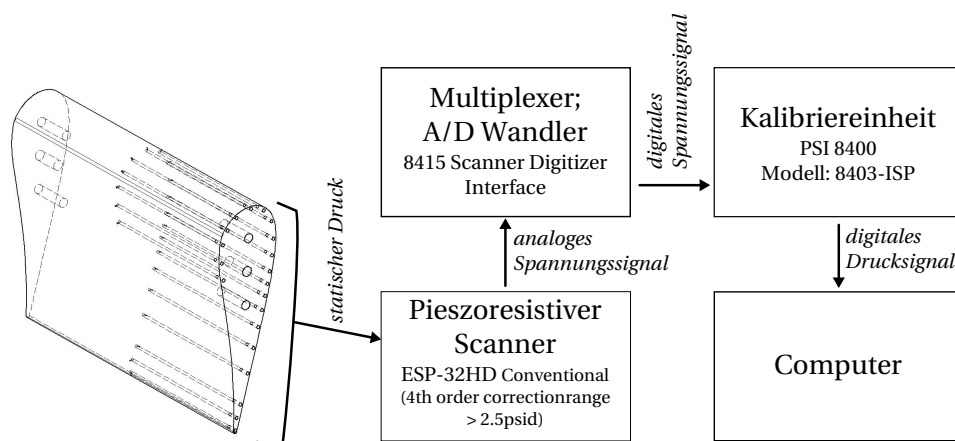 statischer Druck
Multiplexer;
A/D Wandler
8415 Scanner Digitizer
Interface
digitales
Spannungssignal
Kalibriereinheit
PSI 8400
Modell: 8403-ISP
analoges
Spannungssignal
digitales
Drucksignal
Pieszoresistiver
Scanner
ESP-32HD Conventional
(4th order correctionrange
> 2.5psid)
Computer